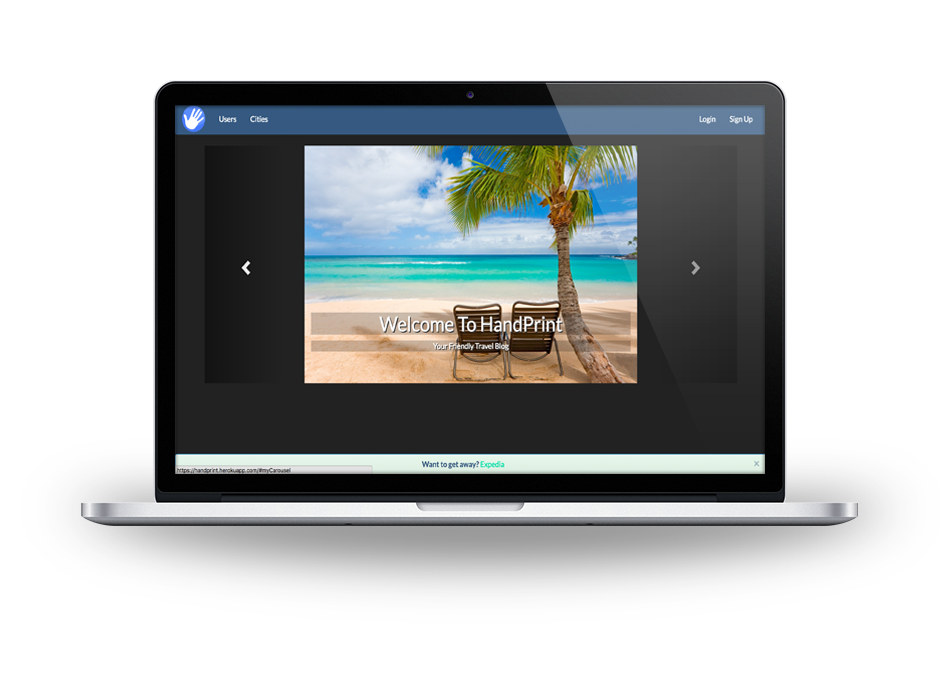 Users Cities Login Sign Up
Welcome To HandPrint
Your Friendly Travel Blog
Want to get away? Expedia x
https://handprint.herokuapp.com/#myCarousel